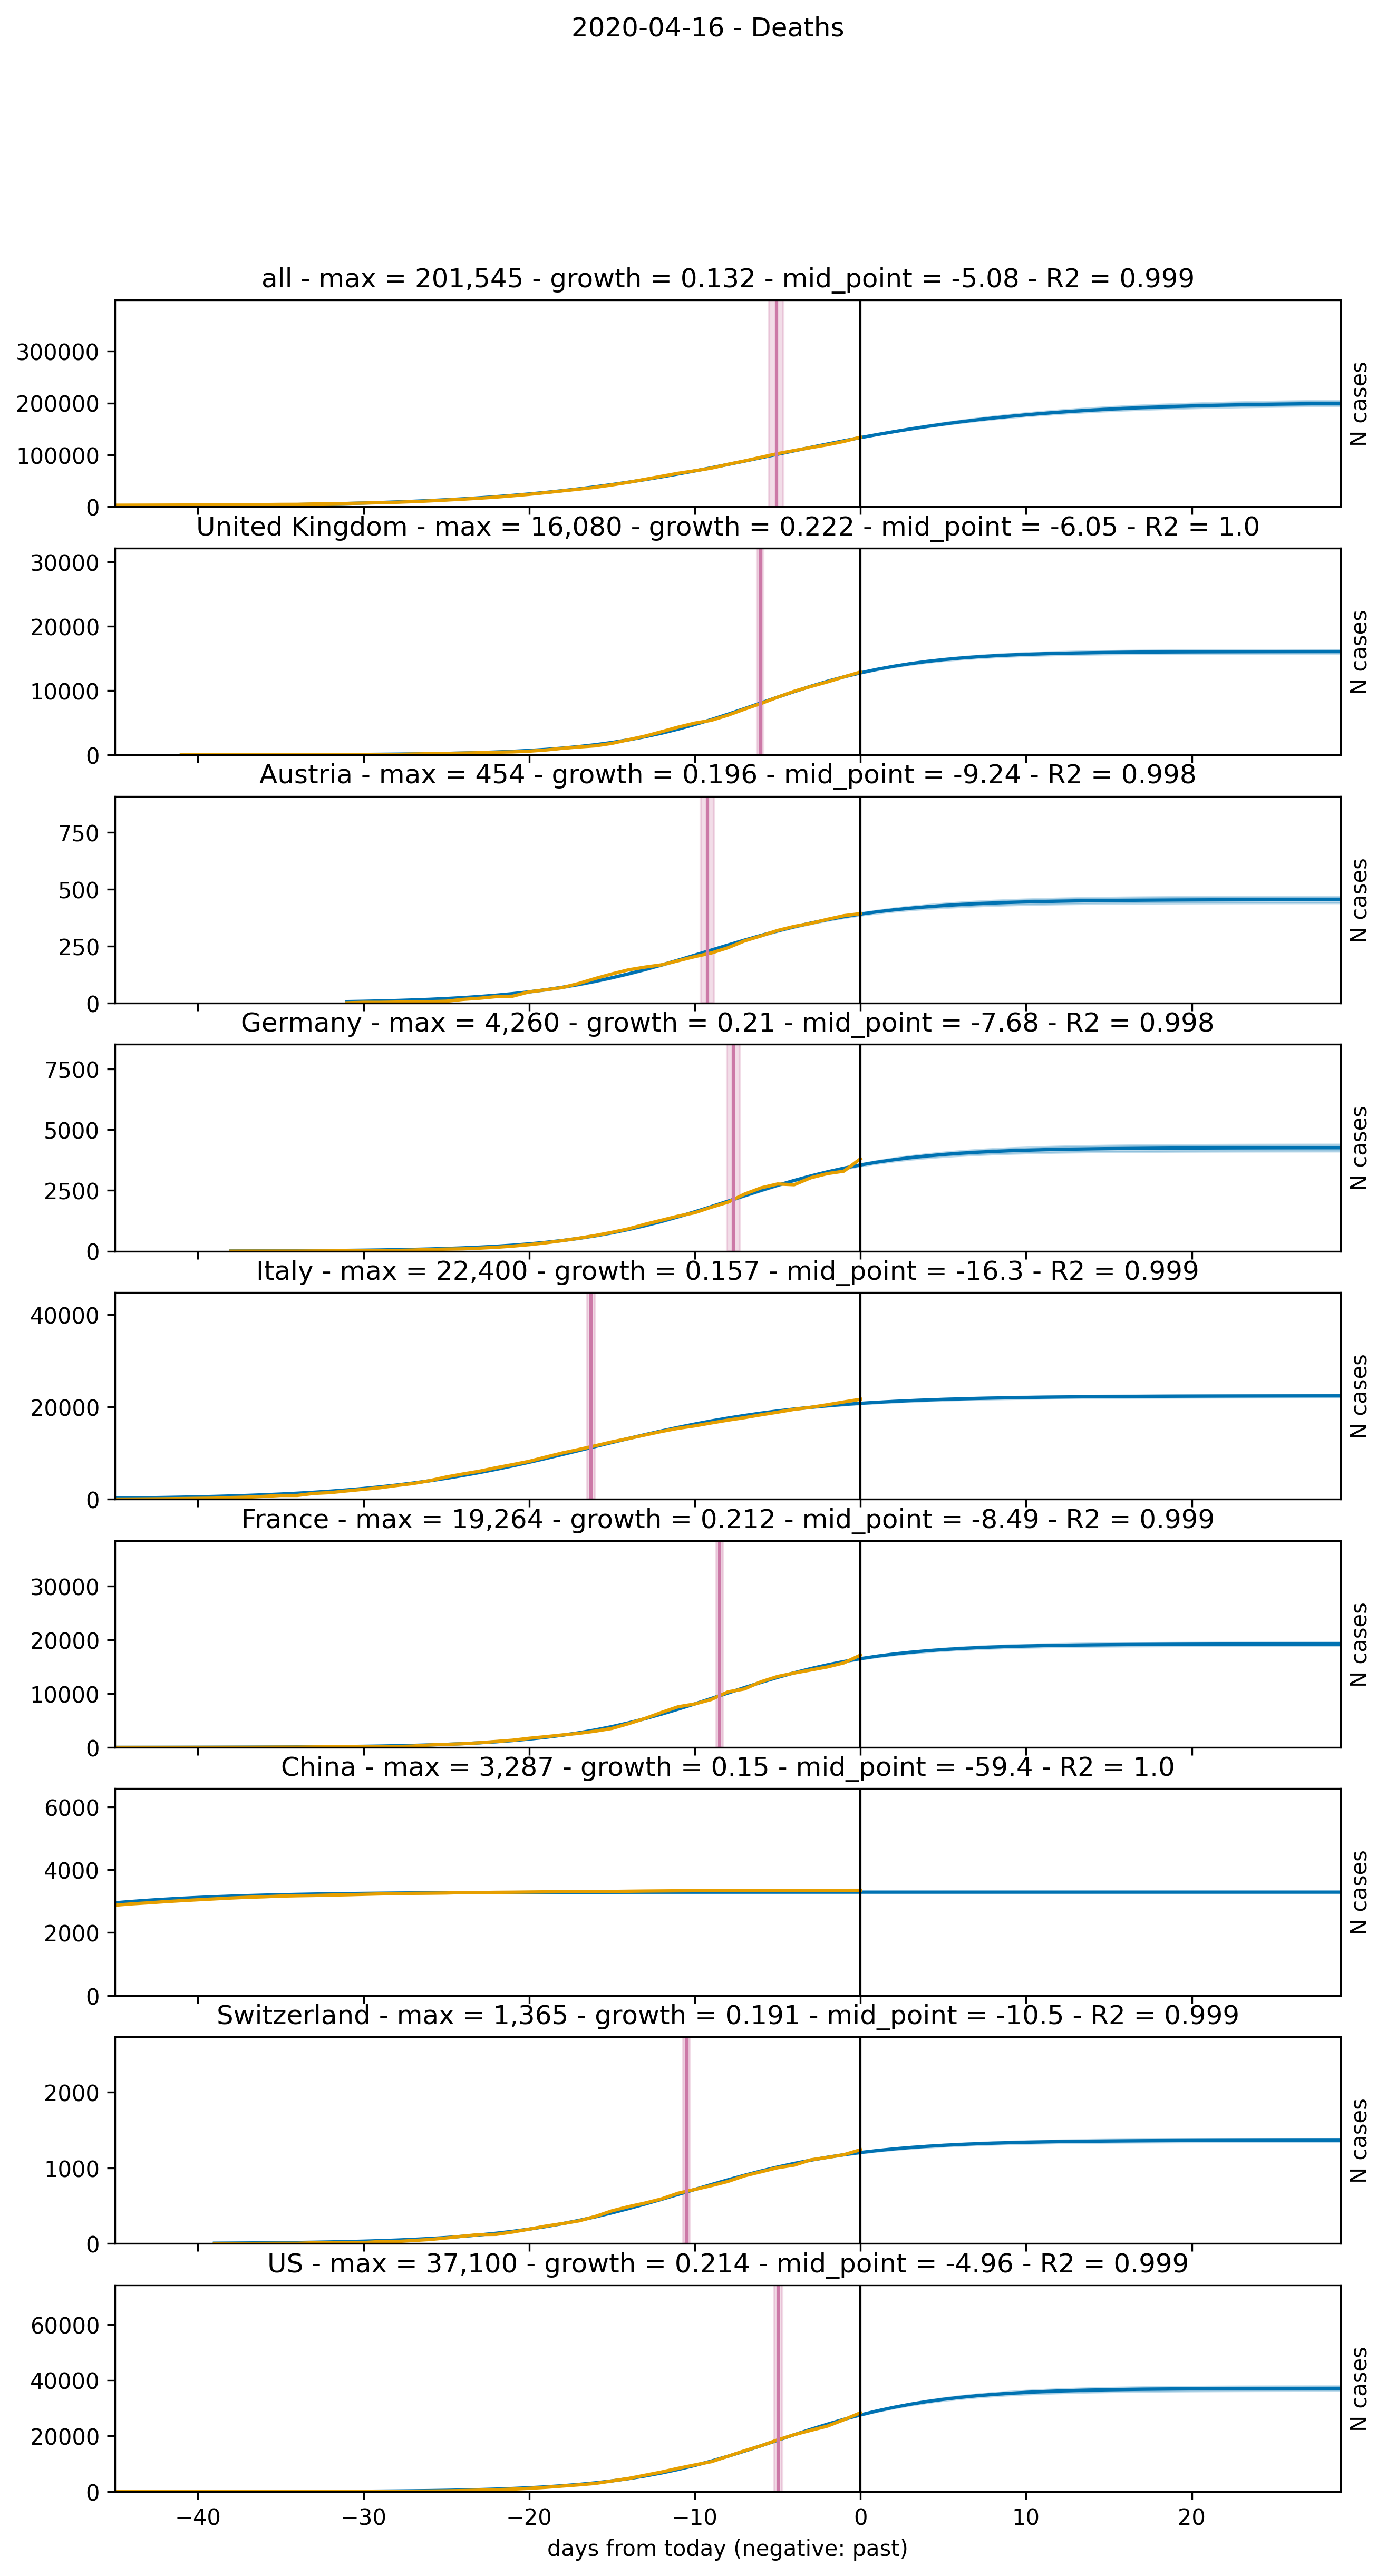 2020-04-16 - Deaths
all - max = 201,545 - growth = 0.132 - mid_point = -5.08 - R2 = 0.999
300000
200000
100000
0
N cases
United Kingdom - max = 16,080 - growth = 0.222 - mid_point = -6.05 - R2 = 1.0
30000
20000
10000
0
N cases
Austria - max = 454 - growth = 0.196 - mid_point = -9.24 - R2 = 0.998
750
500
250
0
N cases
Germany - max = 4,260 - growth = 0.21 - mid_point = -7.68 - R2 = 0.998
7500
5000
2500
0
N cases
Italy - max = 22,400 - growth = 0.157 - mid_point = -16.3 - R2 = 0.999
40000
20000
0
N cases
France - max = 19,264 - growth = 0.212 - mid_point = -8.49 - R2 = 0.999
30000
20000
10000
0
N cases
China - max = 3,287 - growth = 0.15 - mid_point = -59.4 - R2 = 1.0
6000
4000
2000
0
N cases
Switzerland - max = 1,365 - growth = 0.191 - mid_point = -10.5 - R2 = 0.999
2000
1000
0
N cases
US - max = 37,100 - growth = 0.214 - mid_point = -4.96 - R2 = 0.999
60000
40000
20000
0
N cases
−40 −30 −20 −10 0 10 20
days from today (negative: past)